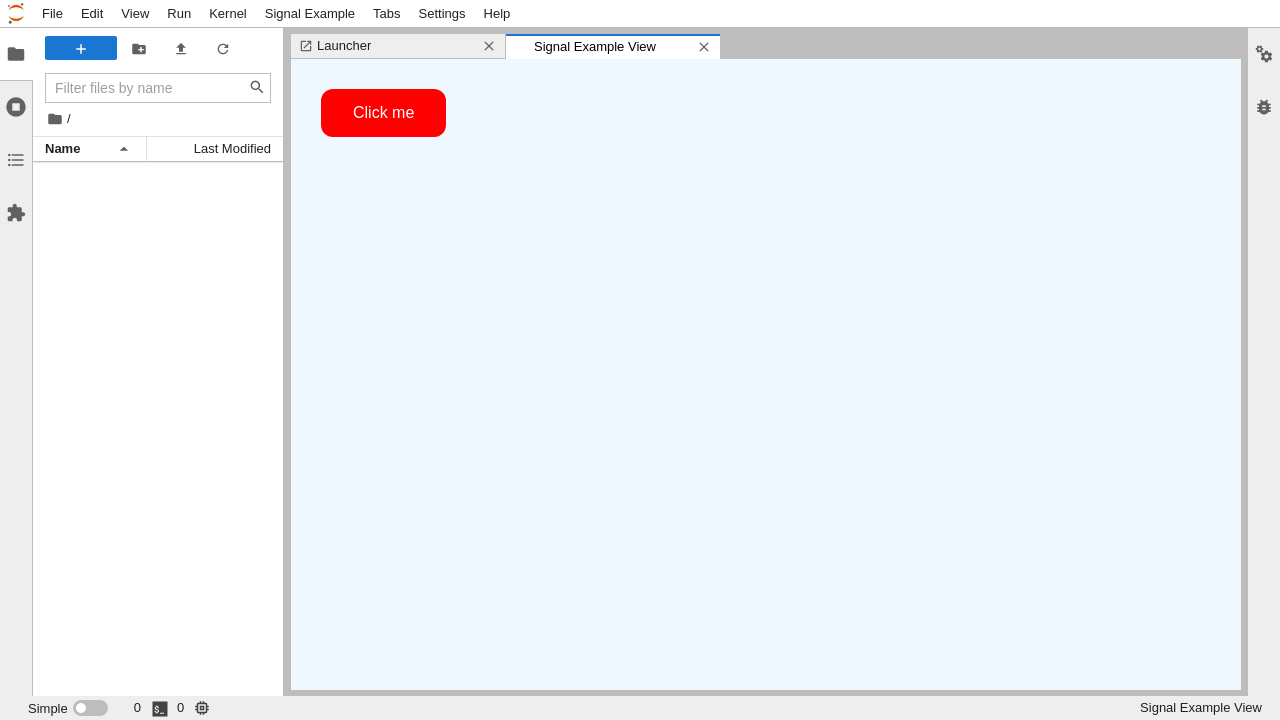 File Edit View Run Kernel Signal Example Tabs Settings Help
Launcher
Signal Example View
Filter files by name
/
Name
Last Modified
Click me
Simple
0
$_
0
Signal Example View